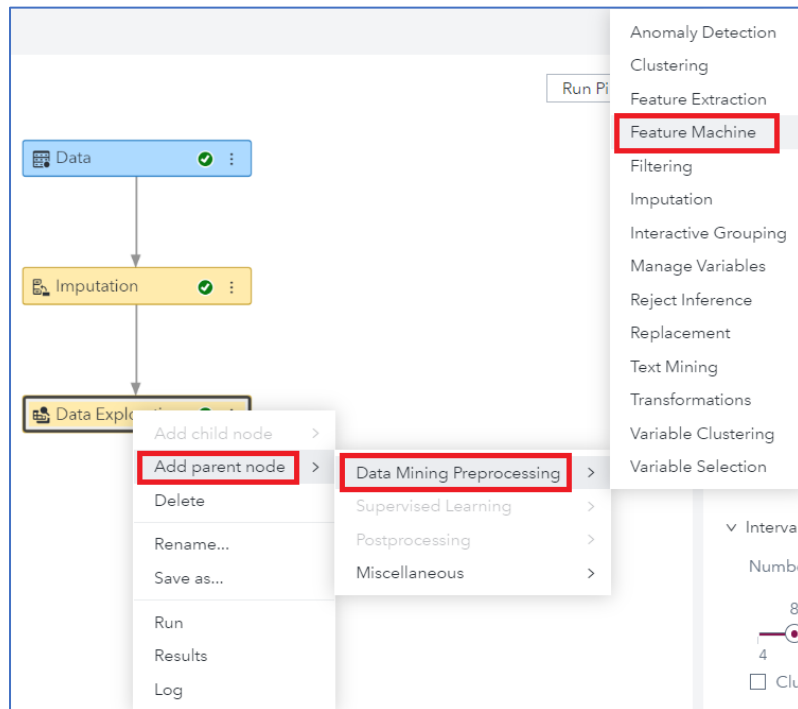 Run Pi
Data
Imputation
Data Explo
Add child node
Add parent node
Delete
Rename...
Save as...
Run
Results
Log
Data Mining Preprocessing
Supervised Learning
Postprocessing
Miscellaneous
Anomaly Detection
Clustering
Feature Extraction
Feature Machine
Filtering
Imputation
Interactive Grouping
Manage Variables
Reject Inference
Replacement
Text Mining
Transformations
Variable Clustering
Variable Selection
Interva
Numbe
8
4
Clu